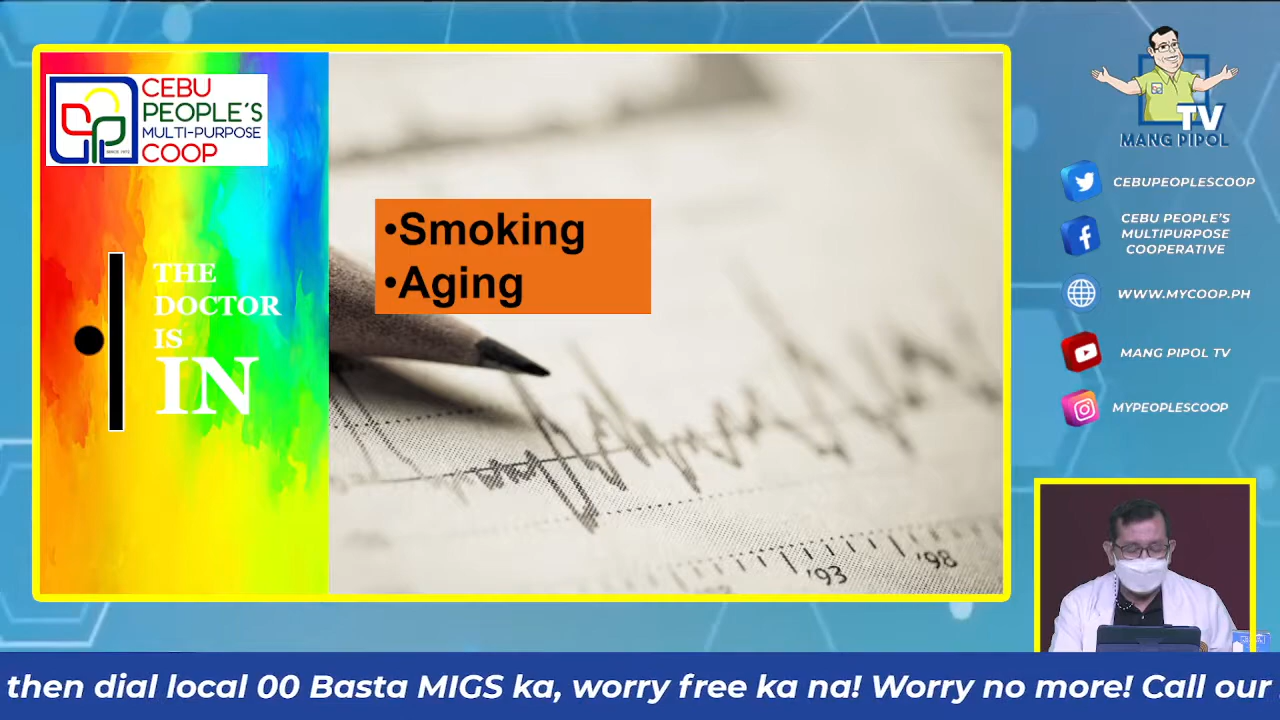 CEBU
PEOPLE'S
MULTI-PURPOSE
COOP
SINCE 1972
THE
DOCTOR
IS
IN
•Smoking
•Aging
'93
'98
TV
MANG PIPOL
CEBUPEOPLESCOOP
CEBU PEOPLE'S
MULTIPURPOSE
COOPERATIVE
WWW.MYCOOP.PH
MANG PIPOL TV
MYPEOPLESCOOP
then dial local 00 Basta MIGS ka, worry free ka na! Worry no more! Call our